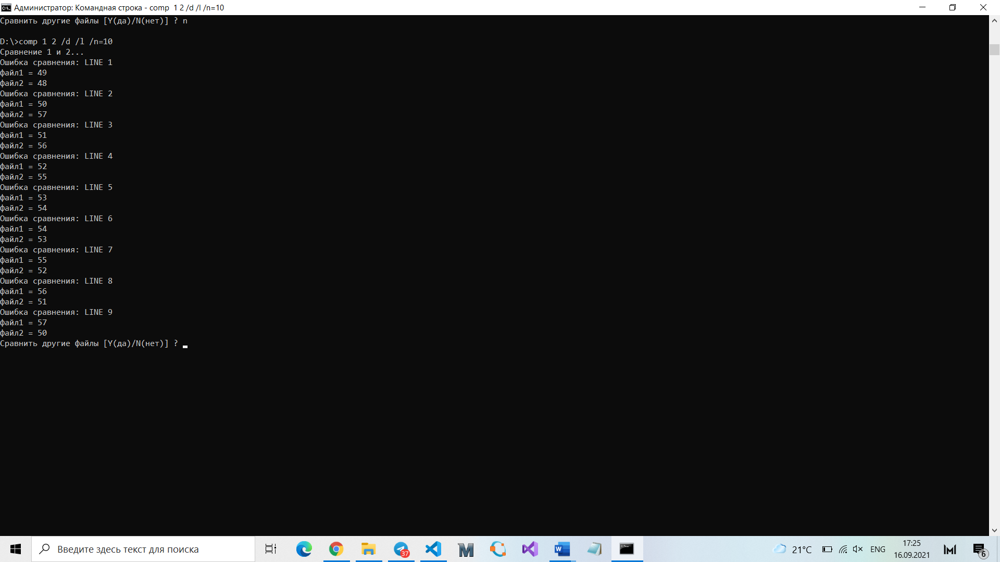 Администратор: Командная строка - comp  1 2 /d /l /n=10
Сравнить другие файлы [Y(да)/N(нет)] ? n
D:\>comp 1 2 /d /l /n=10
Сравнение 1 и 2...
Ошибка сравнения: LINE 1
файл1 = 49
файл2 = 48
Ошибка сравнения: LINE 2
файл1 = 50
файл2 = 57
Ошибка сравнения: LINE 3
файл1 = 51
файл2 = 56
Ошибка сравнения: LINE 4
файл1 = 52
файл2 = 55
Ошибка сравнения: LINE 5
файл1 = 53
файл2 = 54
Ошибка сравнения: LINE 6
файл1 = 54
файл2 = 53
Ошибка сравнения: LINE 7
файл1 = 55
файл2 = 52
Ошибка сравнения: LINE 8
файл1 = 56
файл2 = 51
Ошибка сравнения: LINE 9
файл1 = 57
файл2 = 50
Сравнить другие файлы [Y(да)/N(нет)] ?
Введите здесь текст для поиска
37
21°C
ENG
17:25
16.09.2021
6